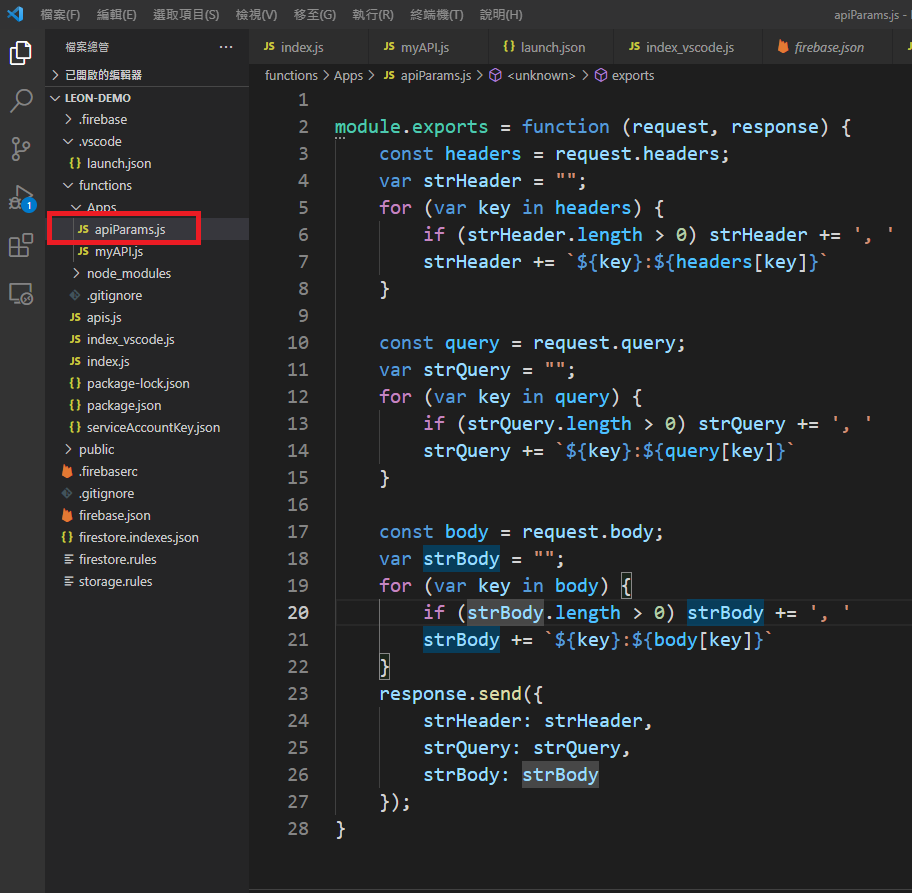 檔案(F) 編輯(E) 選取項目(S) 檢視(V) 移至(G) 執行(R) 終端機(T) 說明(H) apiParams.js -
檔案總管 ···
已開啟的編輯器
LEON-DEMO
.firebase
.vscode
{} launch.json
functions
Apps
JS apiParams.js
JS myAPI.js
node_modules
.gitignore
JS apis.js
JS index_vscode.js
JS index.js
{} package-lock.json
{} package.json
{} serviceAccountKey.json
public
.firebaserc
.gitignore
firebase.json
{} firestore.indexes.json
firestore.rules
storage.rules
1
JS index.js JS myAPI.js {} launch.json JS index_vscode.js firebase.json
functions > Apps > JS apiParams.js > <unknown> > exports
1
2 module.exports = function (request, response) {
3 const headers = request.headers;
4 var strHeader = "";
5 for (var key in headers) {
6 if (strHeader.length > 0) strHeader += ', '
7 strHeader += `${key}:${headers[key]}`
8 }
9
10 const query = request.query;
11 var strQuery = "";
12 for (var key in query) {
13 if (strQuery.length > 0) strQuery += ', '
14 strQuery += `${key}:${query[key]}`
15 }
16
17 const body = request.body;
18 var strBody = "";
19 for (var key in body) {
20 if (strBody.length > 0) strBody += ', '
21 strBody += `${key}:${body[key]}`
22 }
23 response.send({
24 strHeader: strHeader,
25 strQuery: strQuery,
26 strBody: strBody
27 });
28 }